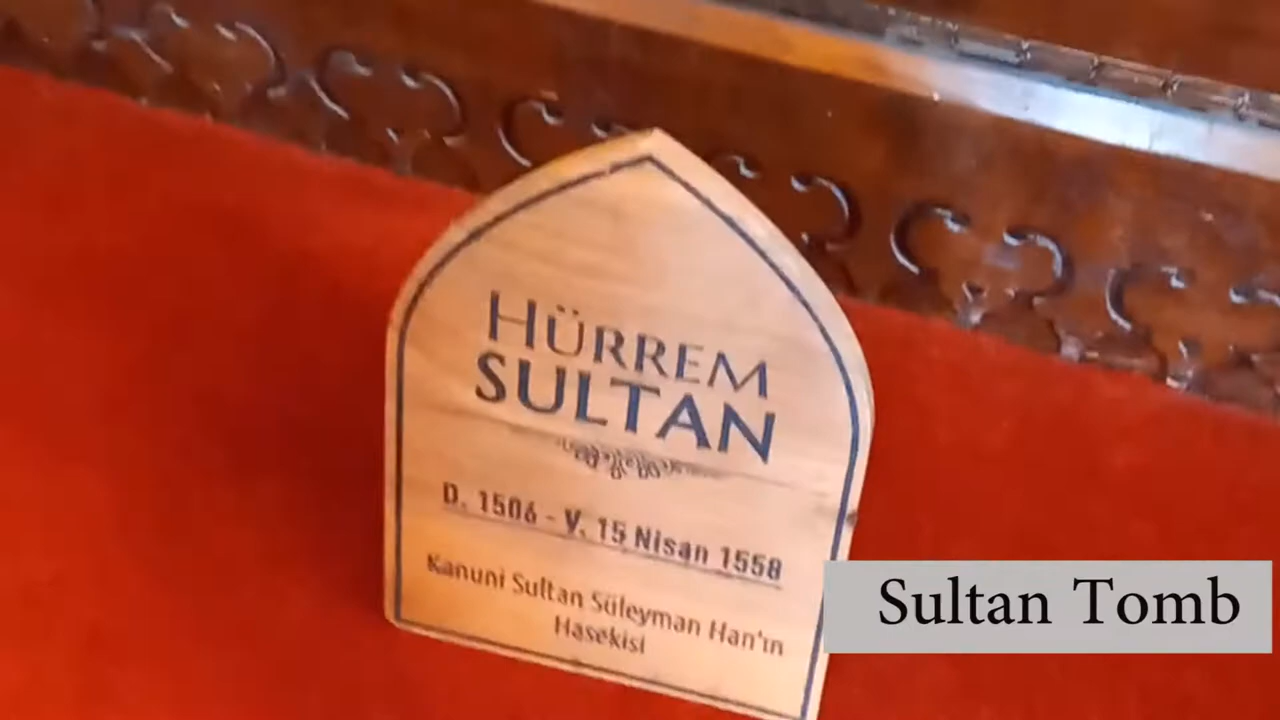 HÜRREM
SULTAN
D. 1506 - V. 15 Nisan 1558
Kanuni Sultan Süleyman Han'ın
Hasekisi
Sultan Tomb